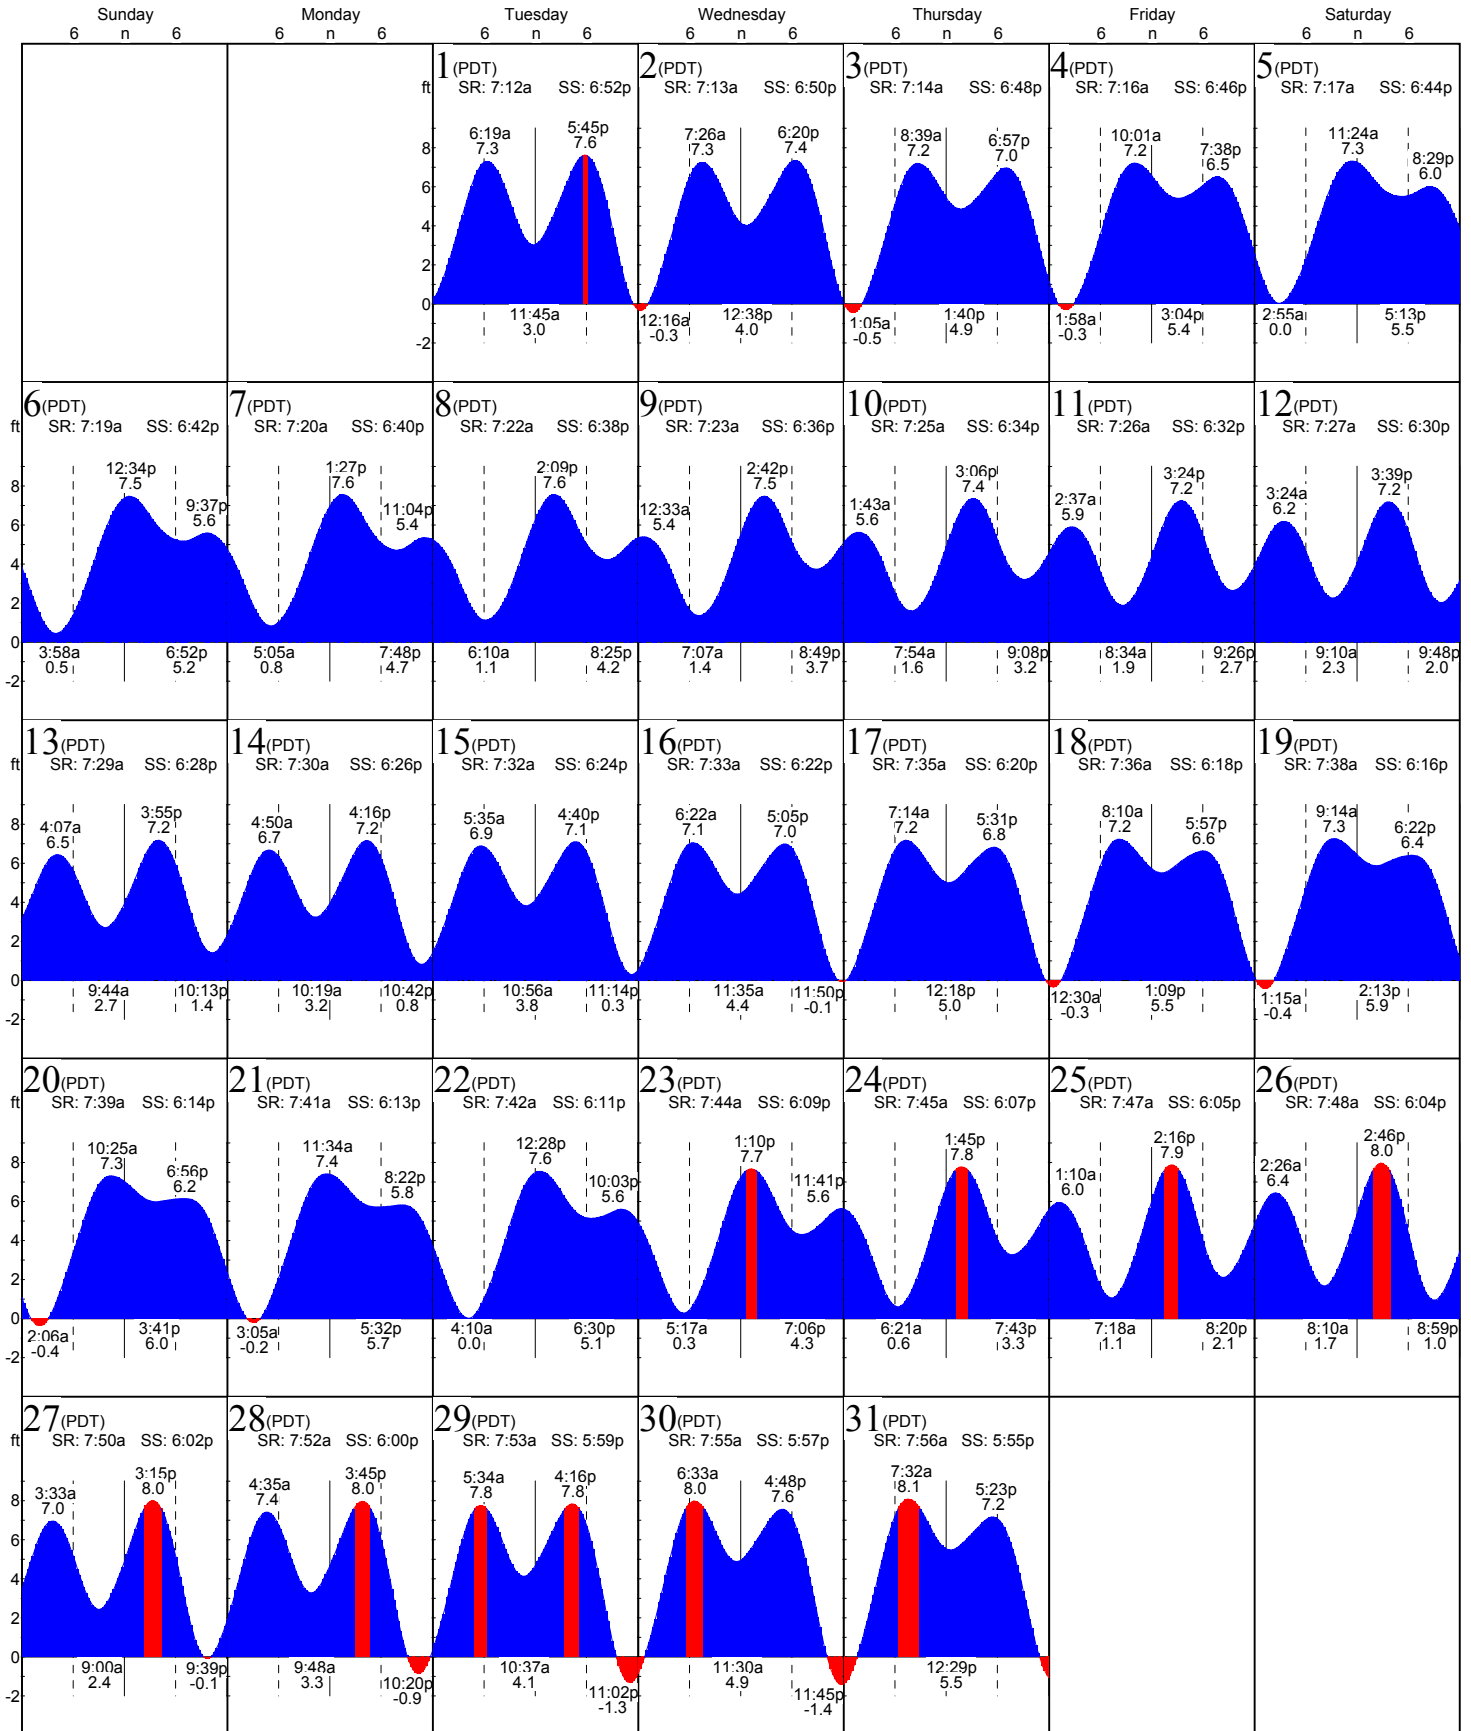 Sunday Monday Tuesday Wednesday Thursday Friday Saturday
6 n 6 6 n 6 6 n 6 6 n 6 6 n 6 6 n 6 6 n 6
1(PDT) 2(PDT) 3(PDT) 4(PDT) 5(PDT)
ft SR: 7:12a SS: 6:52p SR: 7:13a SS: 6:50p SR: 7:14a SS: 6:48p SR: 7:16a SS: 6:46p SR: 7:17a SS: 6:44p
6:19a 5:45p 7:26a 6:20p 8:39a 6:57p 10:01a 7:38p 11:24a 8:29p
7.3 7.6 7.3 7.4 7.2 7.0 7.2 6.5 7.3 6.0
8
6
4
2
0
11:45a 12:16a 12:38p 1:05a 1:40p 1:58a 3:04p 2:55a 5:13p
3.0 -0.3 4.0 -0.5 4.9 -0.3 5.4 0.0 5.5
-2
6(PDT) 7(PDT) 8(PDT) 9(PDT) 10(PDT) 11(PDT) 12(PDT)
ft SR: 7:19a SS: 6:42p SR: 7:20a SS: 6:40p SR: 7:22a SS: 6:38p SR: 7:23a SS: 6:36p SR: 7:25a SS: 6:34p SR: 7:26a SS: 6:32p SR: 7:27a SS: 6:30p
12:34p 9:37p 1:27p 11:04p 2:09p 12:33a 2:42p 1:43a 3:06p 2:37a 3:24p 3:24a 3:39p
7.5 5.6 7.6 5.4 7.6 5.4 7.5 5.6 7.4 5.9 7.2 6.2 7.2
8
6
4
2
0
3:58a 6:52p 5:05a 7:48p 6:10a 8:25p 7:07a 8:49p 7:54a 9:08p 8:34a 9:26p 9:10a 9:48p
0.5 5.2 0.8 4.7 1.1 4.2 1.4 3.7 1.6 3.2 1.9 2.7 2.3 2.0
-2
13(PDT) 14(PDT) 15(PDT) 16(PDT) 17(PDT) 18(PDT) 19(PDT)
ft SR: 7:29a SS: 6:28p SR: 7:30a SS: 6:26p SR: 7:32a SS: 6:24p SR: 7:33a SS: 6:22p SR: 7:35a SS: 6:20p SR: 7:36a SS: 6:18p SR: 7:38a SS: 6:16p
4:07a 3:55p 4:50a 4:16p 5:35a 4:40p 6:22a 5:05p 7:14a 5:31p 8:10a 5:57p 9:14a 6:22p
6.5 7.2 6.7 7.2 6.9 7.1 7.1 7.0 7.2 6.8 7.2 6.6 7.3 6.4
8
6
4
2
0
9:44a 10:13p 10:19a 10:42p 10:56a 11:14p 11:35a 11:50p 12:18p 12:30a 1:09p 1:15a 2:13p
2.7 1.4 3.2 0.8 3.8 0.3 4.4 -0.1 5.0 -0.3 5.5 -0.4 5.9
-2
20(PDT) 21(PDT) 22(PDT) 23(PDT) 24(PDT) 25(PDT) 26(PDT)
ft SR: 7:39a SS: 6:14p SR: 7:41a SS: 6:13p SR: 7:42a SS: 6:11p SR: 7:44a SS: 6:09p SR: 7:45a SS: 6:07p SR: 7:47a SS: 6:05p SR: 7:48a SS: 6:04p
10:25a 6:56p 11:34a 8:22p 12:28p 10:03p 1:10p 11:41p 1:45p 1:10a 2:16p 2:26a 2:46p
7.3 6.2 7.4 5.8 7.6 5.6 7.7 5.6 7.8 6.0 7.9 6.4 8.0
8
6
4
2
0
2:06a 3:41p 3:05a 5:32p 4:10a 6:30p 5:17a 7:06p 6:21a 7:43p 7:18a 8:20p 8:10a 8:59p
-0.4 6.0 -0.2 5.7 0.0 5.1 0.3 4.3 0.6 3.3 1.1 2.1 1.7 1.0
-2
27(PDT) 28(PDT) 29(PDT) 30(PDT) 31(PDT)
ft SR: 7:50a SS: 6:02p SR: 7:52a SS: 6:00p SR: 7:53a SS: 5:59p SR: 7:55a SS: 5:57p SR: 7:56a SS: 5:55p
3:33a 3:15p 4:35a 3:45p 5:34a 4:16p 6:33a 4:48p 7:32a 5:23p
7.0 8.0 7.4 8.0 7.8 7.8 8.0 7.6 8.1 7.2
8
6
4
2
0
9:00a 9:39p 9:48a 10:20p 10:37a 11:02p 11:30a 11:45p 12:29p
2.4 -0.1 3.3 -0.9 4.1 -1.3 4.9 -1.4 5.5
-2